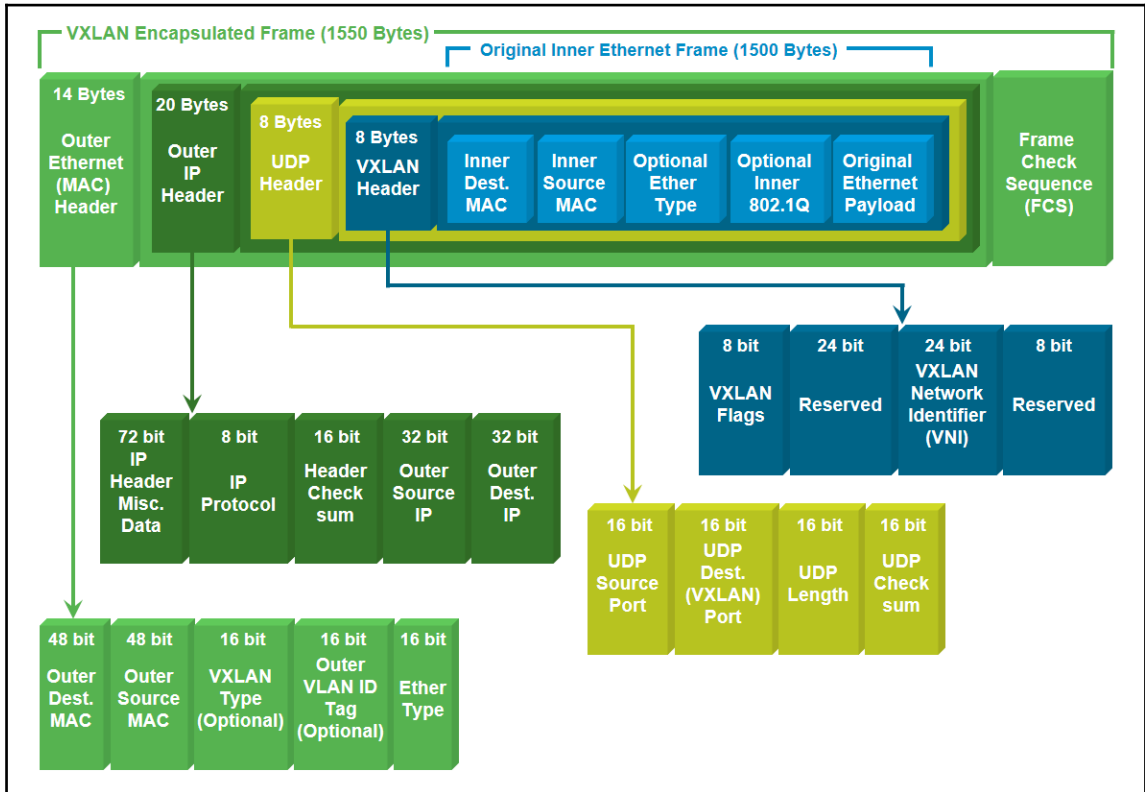 VXLAN Encapsulated Frame (1550 Bytes)
Original Inner Ethernet Frame (1500 Bytes)
14 Bytes
Outer
Ethernet
(MAC)
Header
20 Bytes
Outer
IP
Header
8 Bytes
UDP
Header
8 Bytes
VXLAN
Header
Inner
Dest.
MAC
Inner
Source
MAC
Optional
Ether
Type
Optional
Inner
802.1Q
Original
Ethernet
Payload
Frame
Check
Sequence
(FCS)
8 bit
VXLAN
Flags
24 bit
Reserved
24 bit
VXLAN
Network
Identifier
(VNI)
8 bit
Reserved
72 bit
IP
Header
Misc.
Data
8 bit
IP
Protocol
16 bit
Header
Check
sum
32 bit
Outer
Source
IP
32 bit
Outer
Dest.
IP
16 bit
UDP
Source
Port
16 bit
UDP
Dest.
(VXLAN)
Port
16 bit
UDP
Length
16 bit
UDP
Check
sum
48 bit
Outer
Dest.
MAC
48 bit
Outer
Source
MAC
16 bit
VXLAN
Type
(Optional)
16 bit
Outer
VLAN ID
Tag
(Optional)
16 bit
Ether
Type